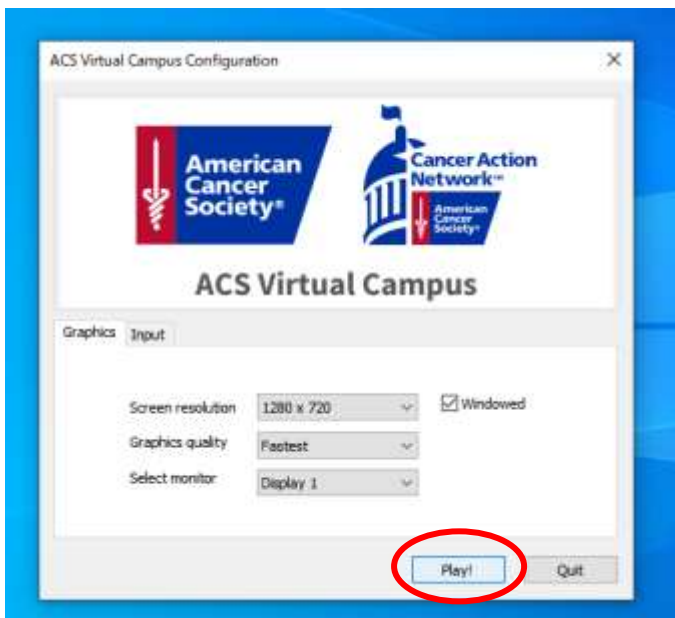 ACS Virtual Campus Configuration
American
Cancer
Society®
Cancer Action
Network℠
American
Cancer
Society®
ACS Virtual Campus
Graphics Input
Screen resolution 1280 x 720 Windowed
Graphics quality Fastest
Select monitor Display 1
Play! Quit